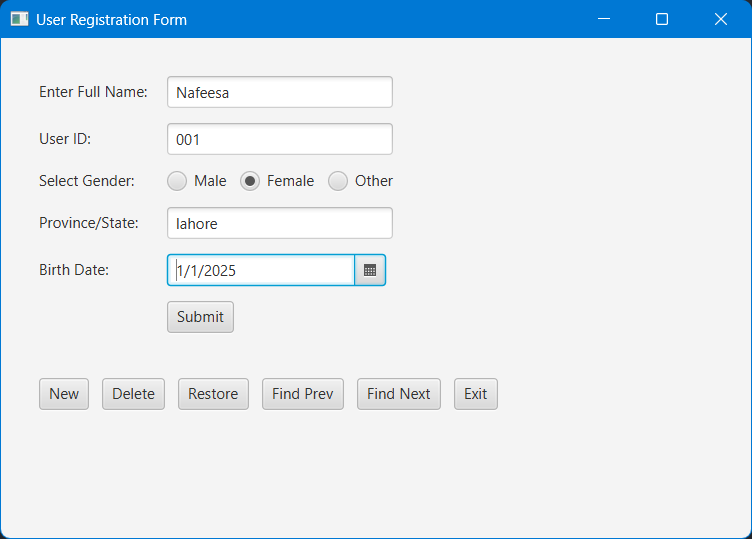 User Registration Form
Enter Full Name: Nafeesa
User ID: 001
Select Gender: Male Female Other
Province/State: lahore
Birth Date: 1/1/2025
Submit
New Delete Restore Find Prev Find Next Exit